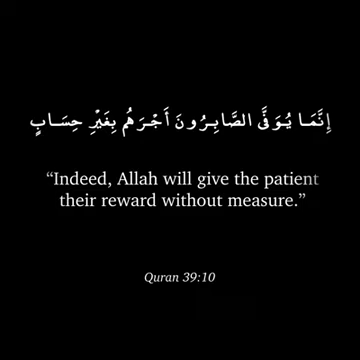 إِنَّمَا يُوَفَّى الصَّابِرُونَ أَجْرَهُم بِغَيْرِ حِسَابٍ
“Indeed, Allah will give the patient
their reward without measure.”
Quran 39:10